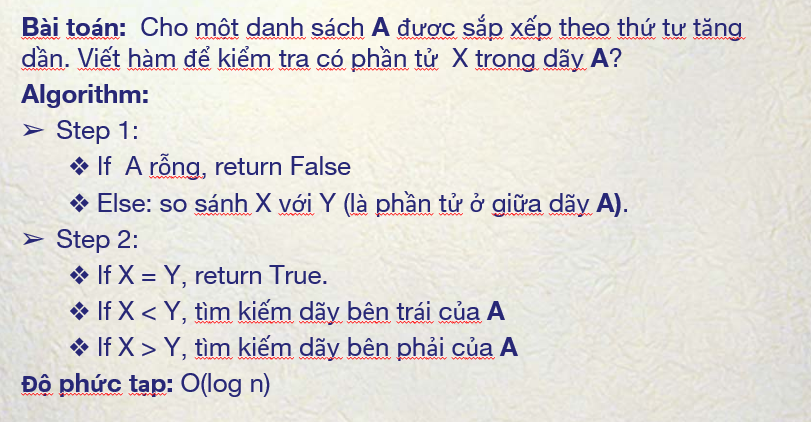 Bài toán: Cho một danh sách A được sắp xếp theo thứ tự tăng
dần. Viết hàm để kiểm tra có phần tử X trong dãy A?
Algorithm:
➢ Step 1:
❖ If A rỗng, return False
❖ Else: so sánh X với Y (là phần tử ở giữa dãy A).
➢ Step 2:
❖ If X = Y, return True.
❖ If X < Y, tìm kiếm dãy bên trái của A
❖ If X > Y, tìm kiếm dãy bên phải của A
Độ phức tạp: O(log n)